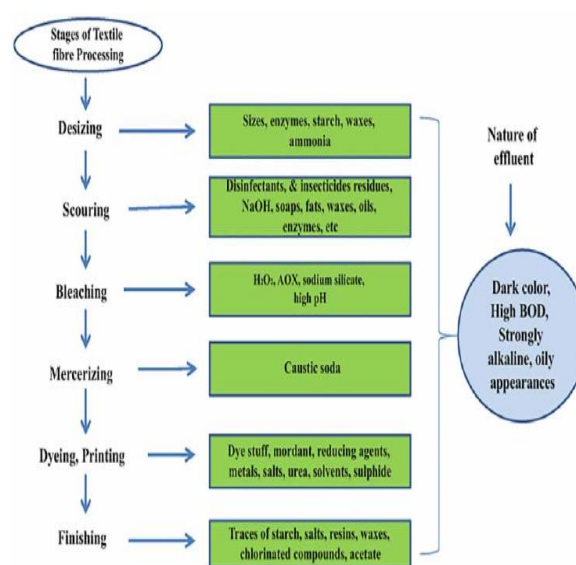 Stages of Textile
fibre Processing
Desizing
Sizes, enzymes, starch, waxes,
ammonia
Scouring
Disinfectants, & insecticides residues,
NaOH, soaps, fats, waxes, oils,
enzymes, etc
Bleaching
H₂O₂, AOX, sodium silicate,
high pH
Mercerizing
Caustic soda
Dyeing, Printing
Dye stuff, mordant, reducing agents,
metals, salts, urea, solvents, sulphide
Finishing
Traces of starch, salts, resins, waxes,
chlorinated compounds, acetate
Nature of
effluent
Dark color,
High BOD,
Strongly
alkaline, oily
appearances